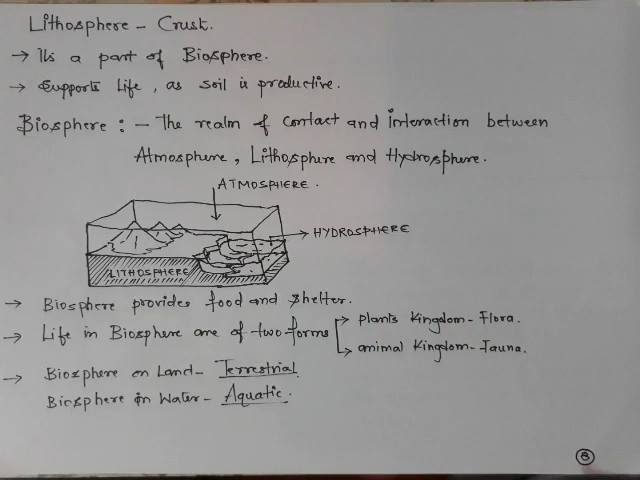 Lithosphere - Crust.
→ Its a part of Biosphere.
→ Supports Life, as soil is productive.
Biosphere : - The realm of contact and interaction between
Atmosphere, Lithosphere and Hydrosphere.
ATMOSPHERE.
→ HYDROSPHERE
LITHOSPHERE
→ Biosphere provides food and shelter.
→ Life in Biosphere are of two forms
→ plants Kingdom - Flora.
→ animal Kingdom - Fauna.
→ Biosphere on Land - Terrestrial
Biosphere in Water - Aquatic.
8